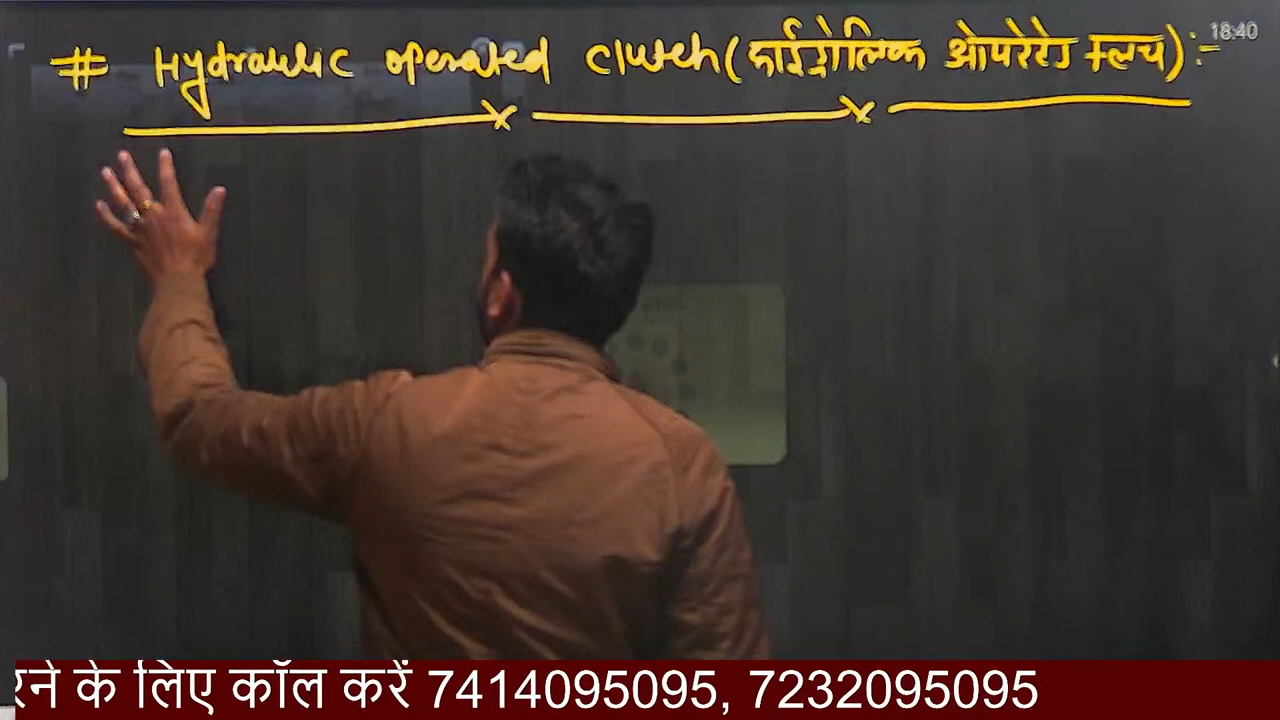 # Hydraulic operated clutch (हाईड्रोलिक ओपरेटेड क्लच):-
18:40
रने के लिए कॉल करें 7414095095, 7232095095